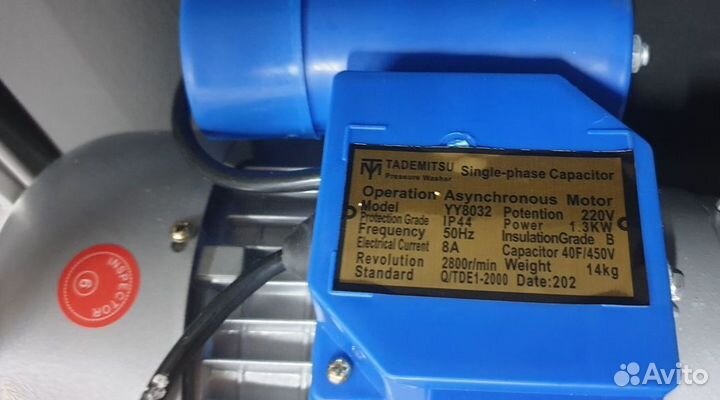 TM TADEMITSU Single-phase Capacitor
Pressure Washer
Operation Asynchronous Motor
Model YY8032 Potention 220V
Protection Grade IP44 Power 1.3KW
Frequency 50Hz InsulationGrade B
Electrical Current 8A Capacitor 40F/450V
Revolution 2800r/min Weight 14kg
Standard Q/TDE1-2000 Date:202
INSPECTOR
9
Avito